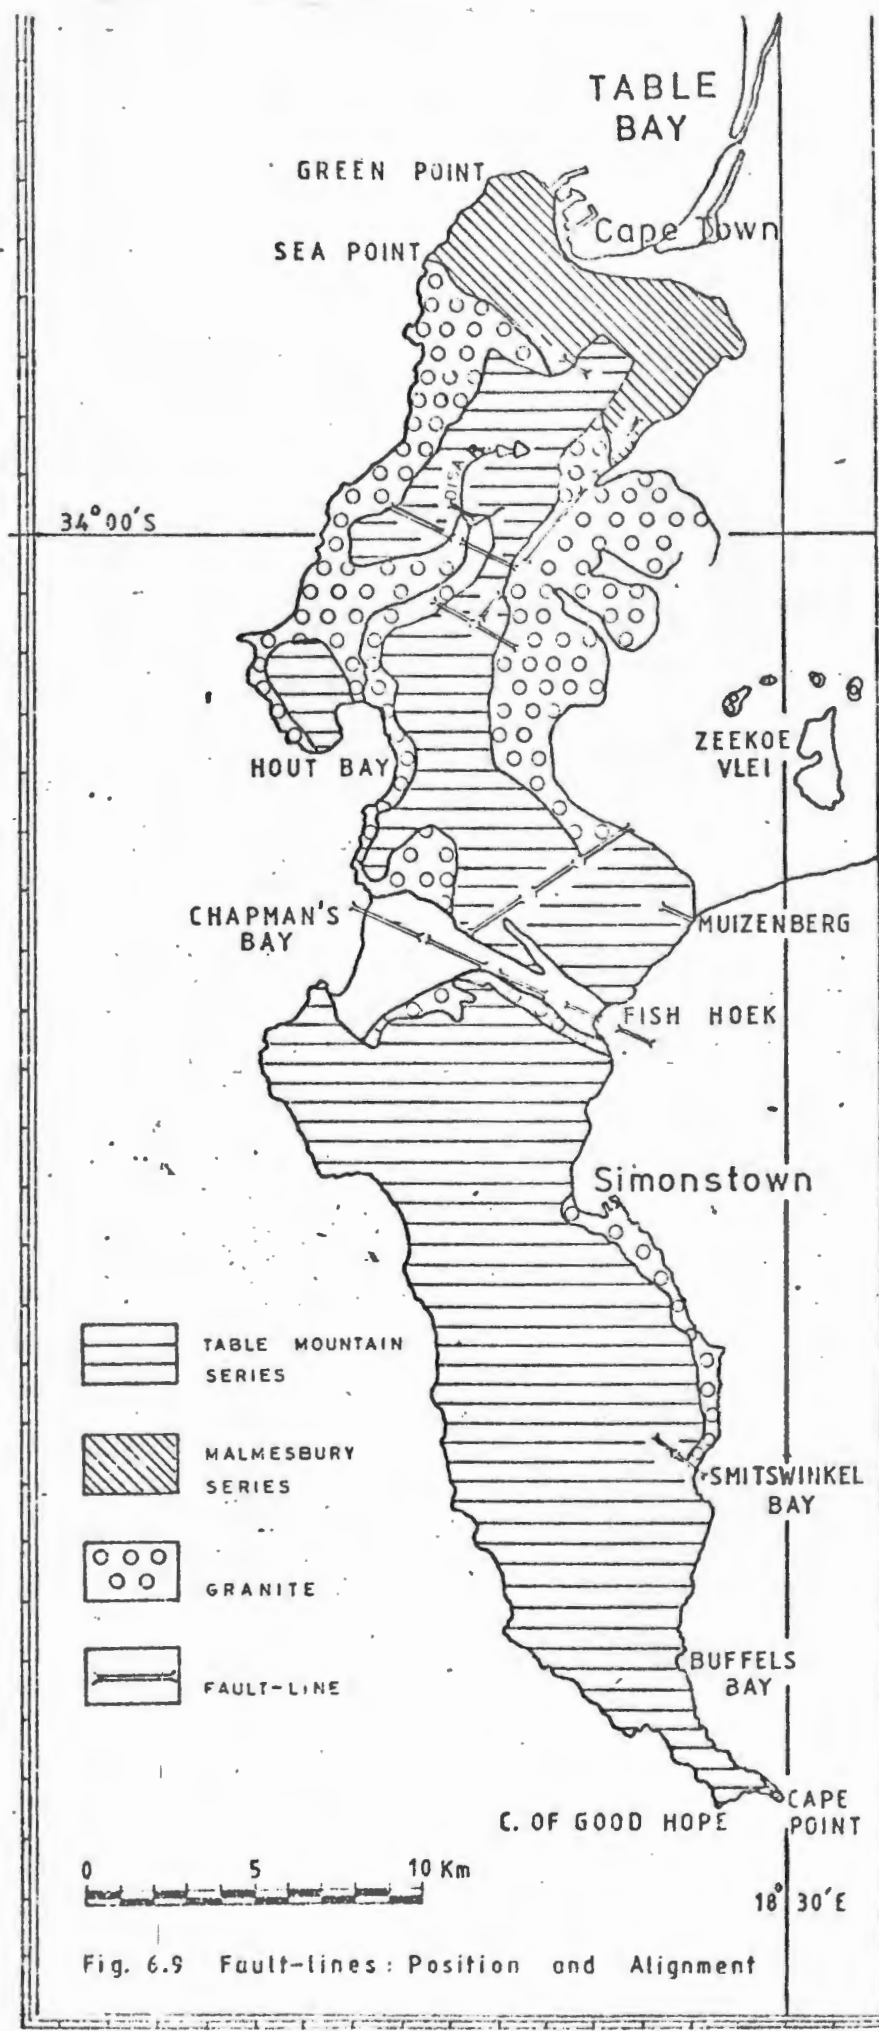 TABLE
BAY
GREEN POINT
Cape Town
SEA POINT
DISA R.
34°00'S
ZEEKOE
VLEI
HOUT BAY
CHAPMAN'S
BAY
MUIZENBERG
FISH HOEK
Simonstown
TABLE MOUNTAIN
SERIES
MALMESBURY
SERIES
SMITSWINKEL
BAY
GRANITE
BUFFELS
BAY
FAULT-LINE
CAPE
POINT
C. OF GOOD HOPE
0 5 10 Km
18°30'E
Fig. 6.9 Fault-lines: Position and Alignment